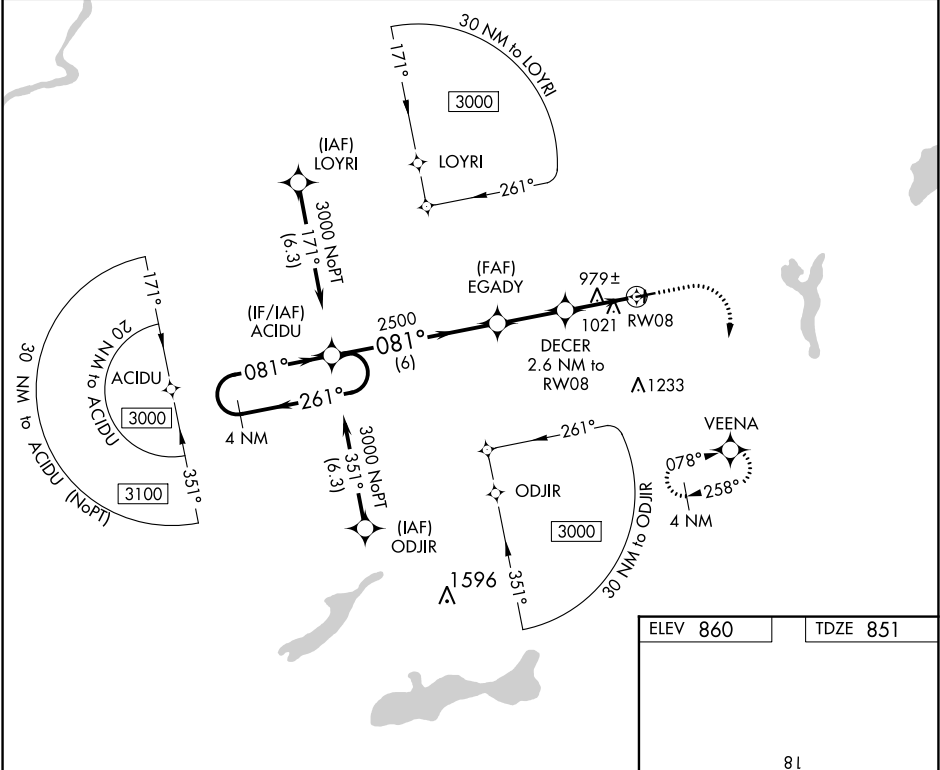 30 NM to LOYRI
171°
3000
LOYRI
261°
(IAF)
LOYRI
3000 NoPT
171°
(6.3)
(FAF)
EGADY
979±
1021
RW08
(IF/IAF)
ACIDU
2500
081°
(6)
DECER
2.6 NM to
RW08
081°
261°
4 NM
171°
20 NM to ACIDU
ACIDU
3000
30 NM to ACIDU (NoPT)
3100
351°
1233
VEENA
078°
258°
4 NM
3000 NoPT
351°
(6.3)
(IAF)
ODJIR
261°
ODJIR
3000
30 NM to ODJIR
351°
1596
ELEV 860
TDZE 851
18